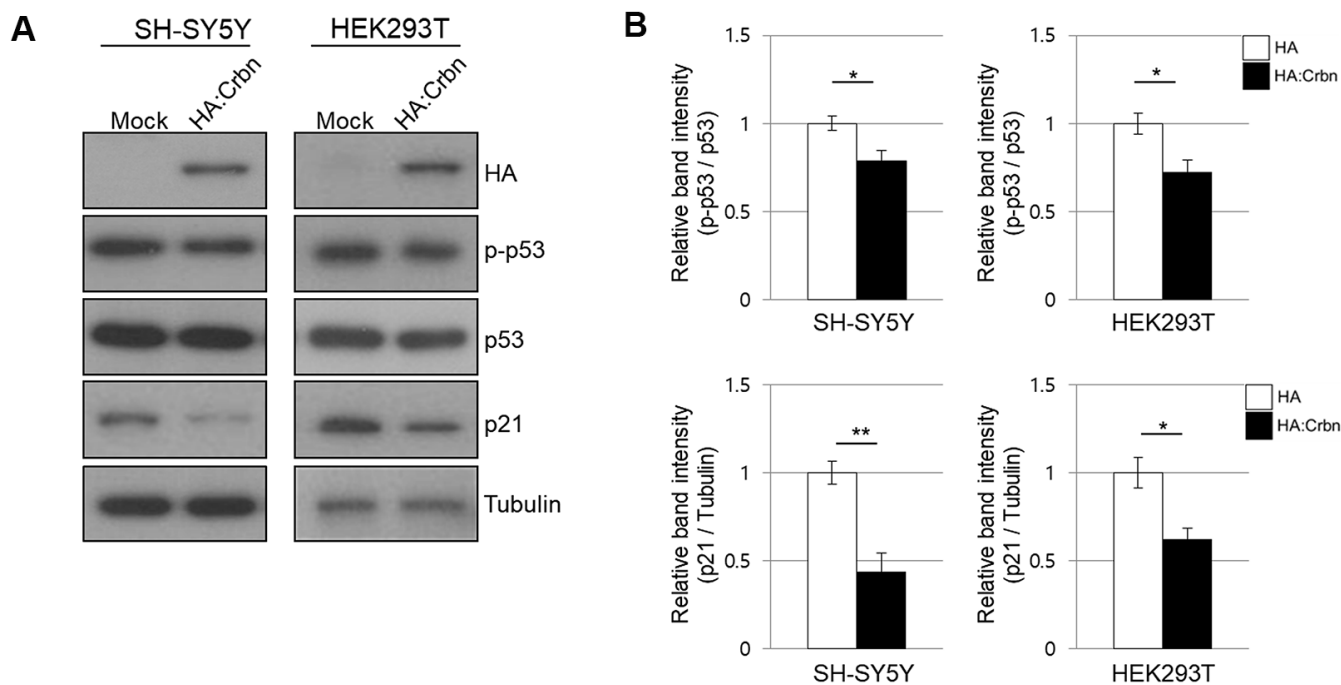 A
SH-SY5Y
HEK293T
Mock
HA:Crbn
Mock
HA:Crbn
HA
p-p53
p53
p21
Tubulin
B
Relative band intensity
(p-p53 / p53)
1.5
1
0.5
0
*
SH-SY5Y
Relative band intensity
(p-p53 / p53)
1.5
1
0.5
0
*
HEK293T
HA
HA:Crbn
Relative band intensity
(p21 / Tubulin)
1.5
1
0.5
0
**
SH-SY5Y
Relative band intensity
(p21 / Tubulin)
1.5
1
0.5
0
*
HEK293T
HA
HA:Crbn